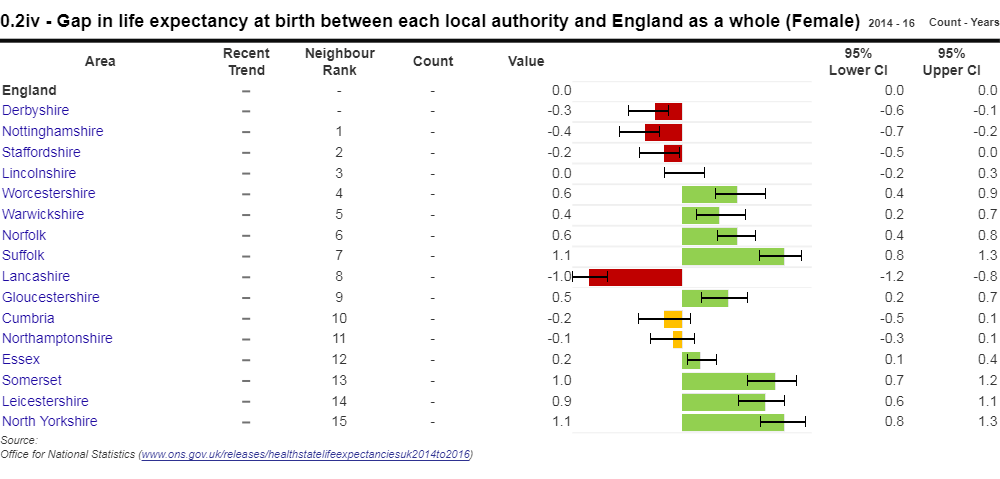 0.2iv - Gap in life expectancy at birth between each local authority and England as a whole (Female) 2014 - 16 Count - Years
Area Recent Trend Neighbour Rank Count Value 95% Lower CI 95% Upper CI
England – - - 0.0 0.0 0.0
Derbyshire – - - -0.3 -0.6 -0.1
Nottinghamshire – 1 - -0.4 -0.7 -0.2
Staffordshire – 2 - -0.2 -0.5 0.0
Lincolnshire – 3 - 0.0 -0.2 0.3
Worcestershire – 4 - 0.6 0.4 0.9
Warwickshire – 5 - 0.4 0.2 0.7
Norfolk – 6 - 0.6 0.4 0.8
Suffolk – 7 - 1.1 0.8 1.3
Lancashire – 8 - -1.0 -1.2 -0.8
Gloucestershire – 9 - 0.5 0.2 0.7
Cumbria – 10 - -0.2 -0.5 0.1
Northamptonshire – 11 - -0.1 -0.3 0.1
Essex – 12 - 0.2 0.1 0.4
Somerset – 13 - 1.0 0.7 1.2
Leicestershire – 14 - 0.9 0.6 1.1
North Yorkshire – 15 - 1.1 0.8 1.3
Source:
Office for National Statistics (www.ons.gov.uk/releases/healthstatelifeexpectanciesuk2014to2016)